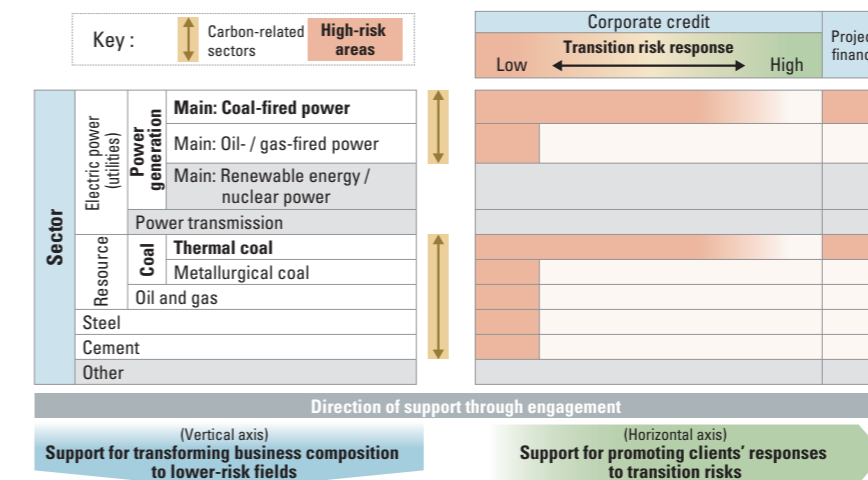 Key :
Carbon-related
sectors
High-risk
areas
Corporate credit
Transition risk response
Low
High
Sector
Electric power
(utilities)
Power
generation
Main: Coal-fired power
Main: Oil- / gas-fired power
Main: Renewable energy /
nuclear power
Power transmission
Resource
Coal
Thermal coal
Metallurgical coal
Oil and gas
Steel
Cement
Other
Direction of support through engagement
(Vertical axis)
Support for transforming business composition
to lower-risk fields
(Horizontal axis)
Support for promoting clients' responses
to transition risks